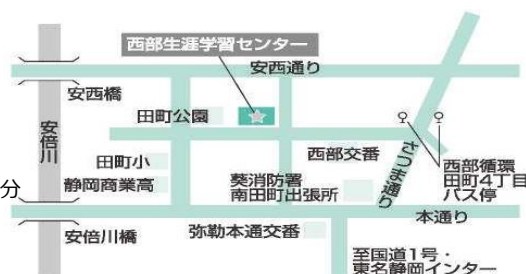 西部生涯学習センター
安西通り
安西橋
田町公園
安倍川
西部交番
さつま通り
田町小
分
静岡商業高
葵消防署
南田町出張所
西部循環
田町4丁目
バス停
本通り
安倍川橋
弥勒本通交番
至国道1号・
東名静岡インター